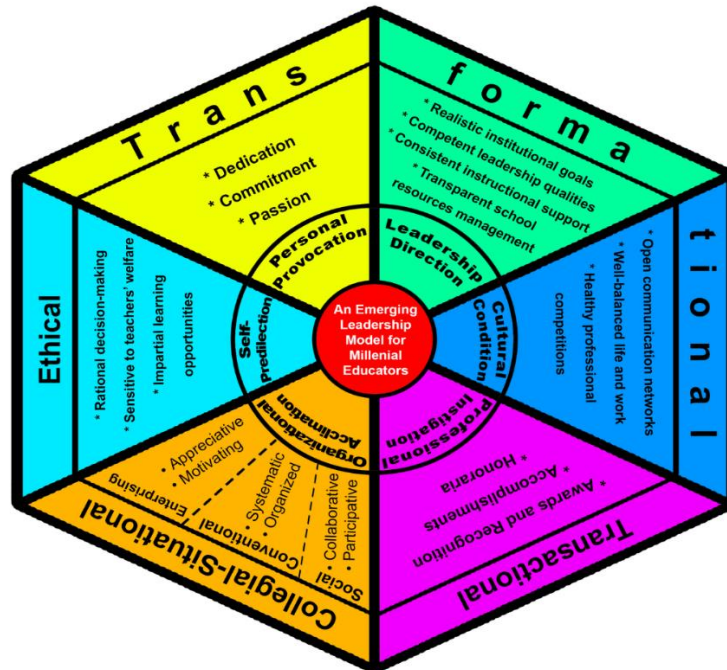 Trans
* Dedication
* Commitment
* Passion
Personal
Provocation
forma
* Realistic institutional goals
* Competent leadership qualities
* Consistent instructional support
* Transparent school
resources management
Leadership
Direction
tional
* Open communication networks
* Well-balanced life and work
* Healthy professional
competitions
Cultural
Condition
Transactional
* Awards and Recognition
* Accomplishments
* Honoraria
Professional
Instigation
Collegial-Situational
Social
• Collaborative
• Participative
Conventional
• Systematic
• Organized
Enterprising
• Appreciative
• Motivating
Organizational
Acclimation
Ethical
* Rational decision-making
* Sensitive to teachers' welfare
* Impartial learning
opportunities
Self-
Predilection
An Emerging
Leadership
Model for
Millenial
Educators